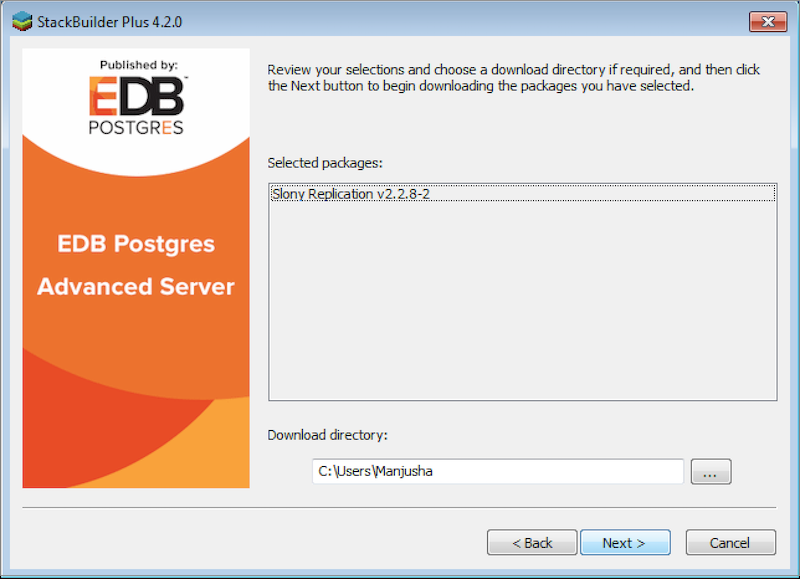 StackBuilder Plus 4.2.0
Published by:
EDB
POSTGRES
EDB Postgres
Advanced Server
Review your selections and choose a download directory if required, and then click
the Next button to begin downloading the packages you have selected.
Selected packages:
Slony Replication v2.2.8-2
Download directory:
C:\Users\Manjusha
...
< Back
Next >
Cancel